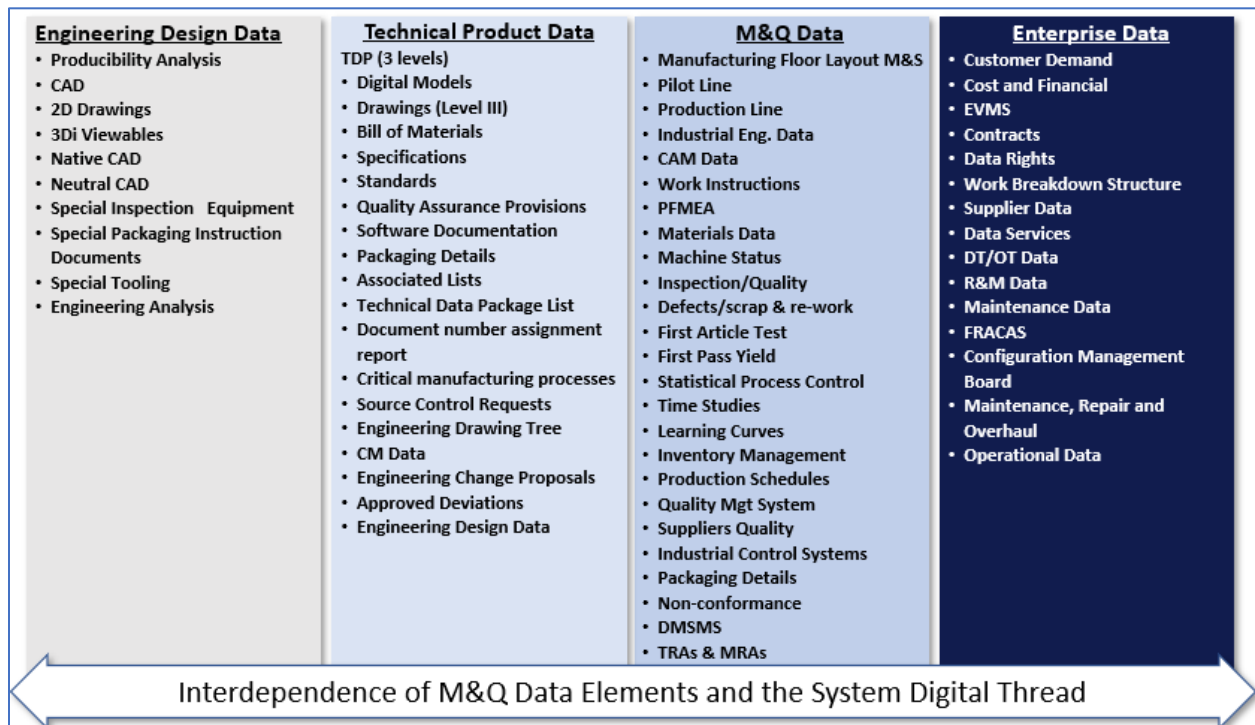 Engineering Design Data
• Producibility Analysis
• CAD
• 2D Drawings
• 3Di Viewables
• Native CAD
• Neutral CAD
• Special Inspection Equipment
• Special Packaging Instruction
Documents
• Special Tooling
• Engineering Analysis
Technical Product Data
TDP (3 levels)
• Digital Models
• Drawings (Level III)
• Bill of Materials
• Specifications
• Standards
• Quality Assurance Provisions
• Software Documentation
• Packaging Details
• Associated Lists
• Technical Data Package List
• Document number assignment
report
• Critical manufacturing processes
• Source Control Requests
• Engineering Drawing Tree
• CM Data
• Engineering Change Proposals
• Approved Deviations
• Engineering Design Data
M&Q Data
• Manufacturing Floor Layout M&S
• Pilot Line
• Production Line
• Industrial Eng. Data
• CAM Data
• Work Instructions
• PFMEA
• Materials Data
• Machine Status
• Inspection/Quality
• Defects/scrap & re-work
• First Article Test
• First Pass Yield
• Statistical Process Control
• Time Studies
• Learning Curves
• Inventory Management
• Production Schedules
• Quality Mgt System
• Suppliers Quality
• Industrial Control Systems
• Packaging Details
• Non-conformance
• DMSMS
• TRAs & MRAs
Enterprise Data
• Customer Demand
• Cost and Financial
• EVMS
• Contracts
• Data Rights
• Work Breakdown Structure
• Supplier Data
• Data Services
• DT/OT Data
• R&M Data
• Maintenance Data
• FRACAS
• Configuration Management
Board
• Maintenance, Repair and
Overhaul
• Operational Data
Interdependence of M&Q Data Elements and the System Digital Thread